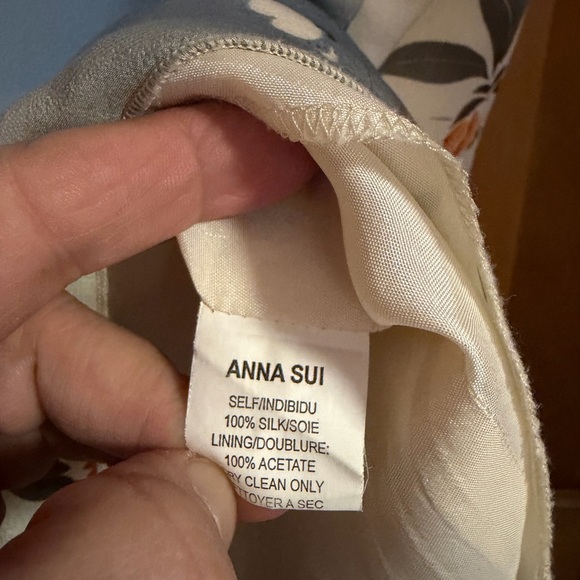 ANNA SUI
SELF/INDIBIDU
100% SILK/SOIE
LINING/DOUBLURE:
100% ACETATE
CLEAN ONLY
A SEC